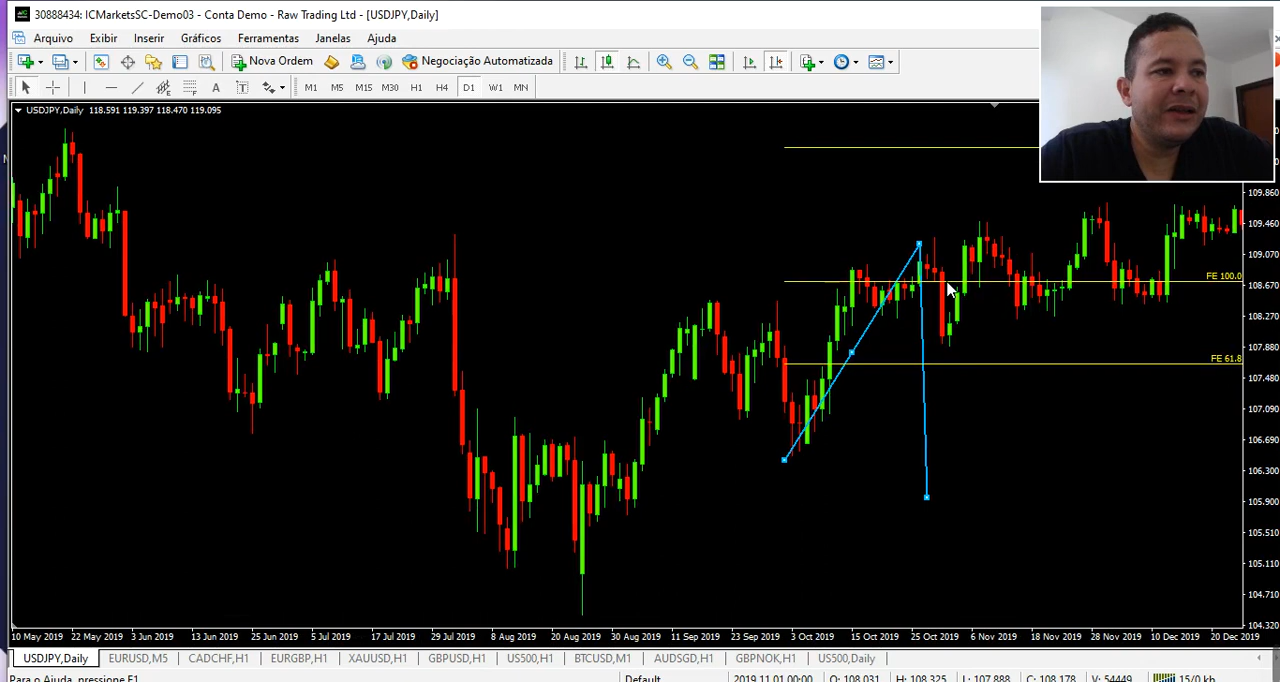 30888434: ICMarketsSC-Demo03 - Conta Demo - Raw Trading Ltd - [USDJPY,Daily]
Arquivo Exibir Inserir Gráficos Ferramentas Janelas Ajuda
Nova Ordem Negociação Automatizada
A T M1 M5 M15 M30 H1 H4 D1 W1 MN
USDJPY,Daily 118.591 119.397 118.470 119.095
109.860
109.460
109.070
FE 100.0
108.670
108.270
107.880
FE 61.8
107.480
107.090
106.690
106.300
105.900
105.510
105.110
104.710
104.320
10 May 2019 22 May 2019 3 Jun 2019 13 Jun 2019 25 Jun 2019 5 Jul 2019 17 Jul 2019 29 Jul 2019 8 Aug 2019 20 Aug 2019 30 Aug 2019 11 Sep 2019 23 Sep 2019 3 Oct 2019 15 Oct 2019 25 Oct 2019 6 Nov 2019 18 Nov 2019 28 Nov 2019 10 Dec 2019 20 Dec 2019
USDJPY,Daily EURUSD,M5 CADCHF,H1 EURGBP,H1 XAUUSD,H1 GBPUSD,H1 US500,H1 BTCUSD,M1 AUDSGD,H1 GBPNOK,H1 US500,Daily
Para o Ajuda, pressione F1 Default 2019.11.01 00:00 O: 108.031 H: 108.325 L: 107.888 C: 108.178 V: 54449 15/0 kb